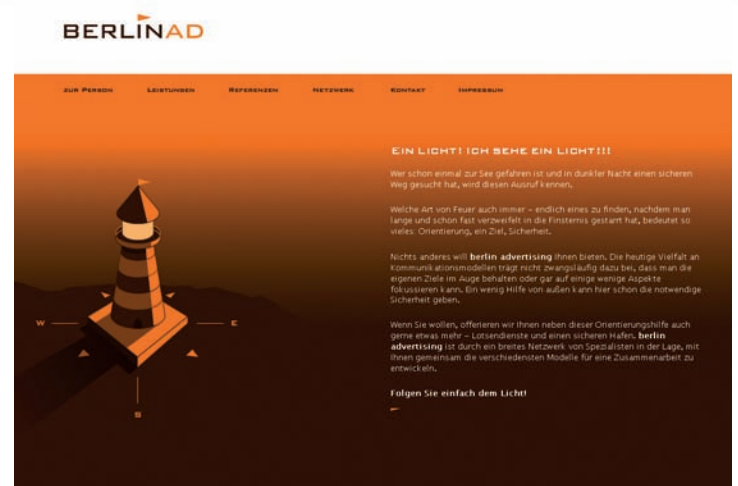 BERLINAD
zur Person Leistungen Referenzen Netzwerk Kontakt Impressum
Ein Licht! Ich sehe ein Licht!!!
Wer schon einmal zur See gefahren ist und in dunkler Nacht einen sicheren
Weg gesucht hat, wird diesen Ausruf kennen.
Welche Art von Feuer auch immer – endlich eines zu finden, nachdem man
lange und schon fast verzweifelt in die Finsternis gestarrt hat, bedeutet so
vieles: Orientierung, ein Ziel, Sicherheit.
Nichts anderes will berlin advertising Ihnen bieten. Die heutige Vielfalt an
Kommunikationsmodellen trägt nicht zwangsläufig dazu bei, dass man die
eigenen Ziele im Auge behalten oder gar auf einige wenige Aspekte
fokussieren kann. Ein wenig Hilfe von außen kann hier schon die notwendige
Sicherheit geben.
Wenn Sie wollen, offerieren wir Ihnen neben dieser Orientierungshilfe auch
gerne etwas mehr – Lotsendienste und einen sicheren Hafen. berlin
advertising ist durch ein breites Netzwerk von Spezialisten in der Lage, mit
Ihnen gemeinsam die verschiedensten Modelle für eine Zusammenarbeit zu
entwickeln.
Folgen Sie einfach dem Licht!
W E
S